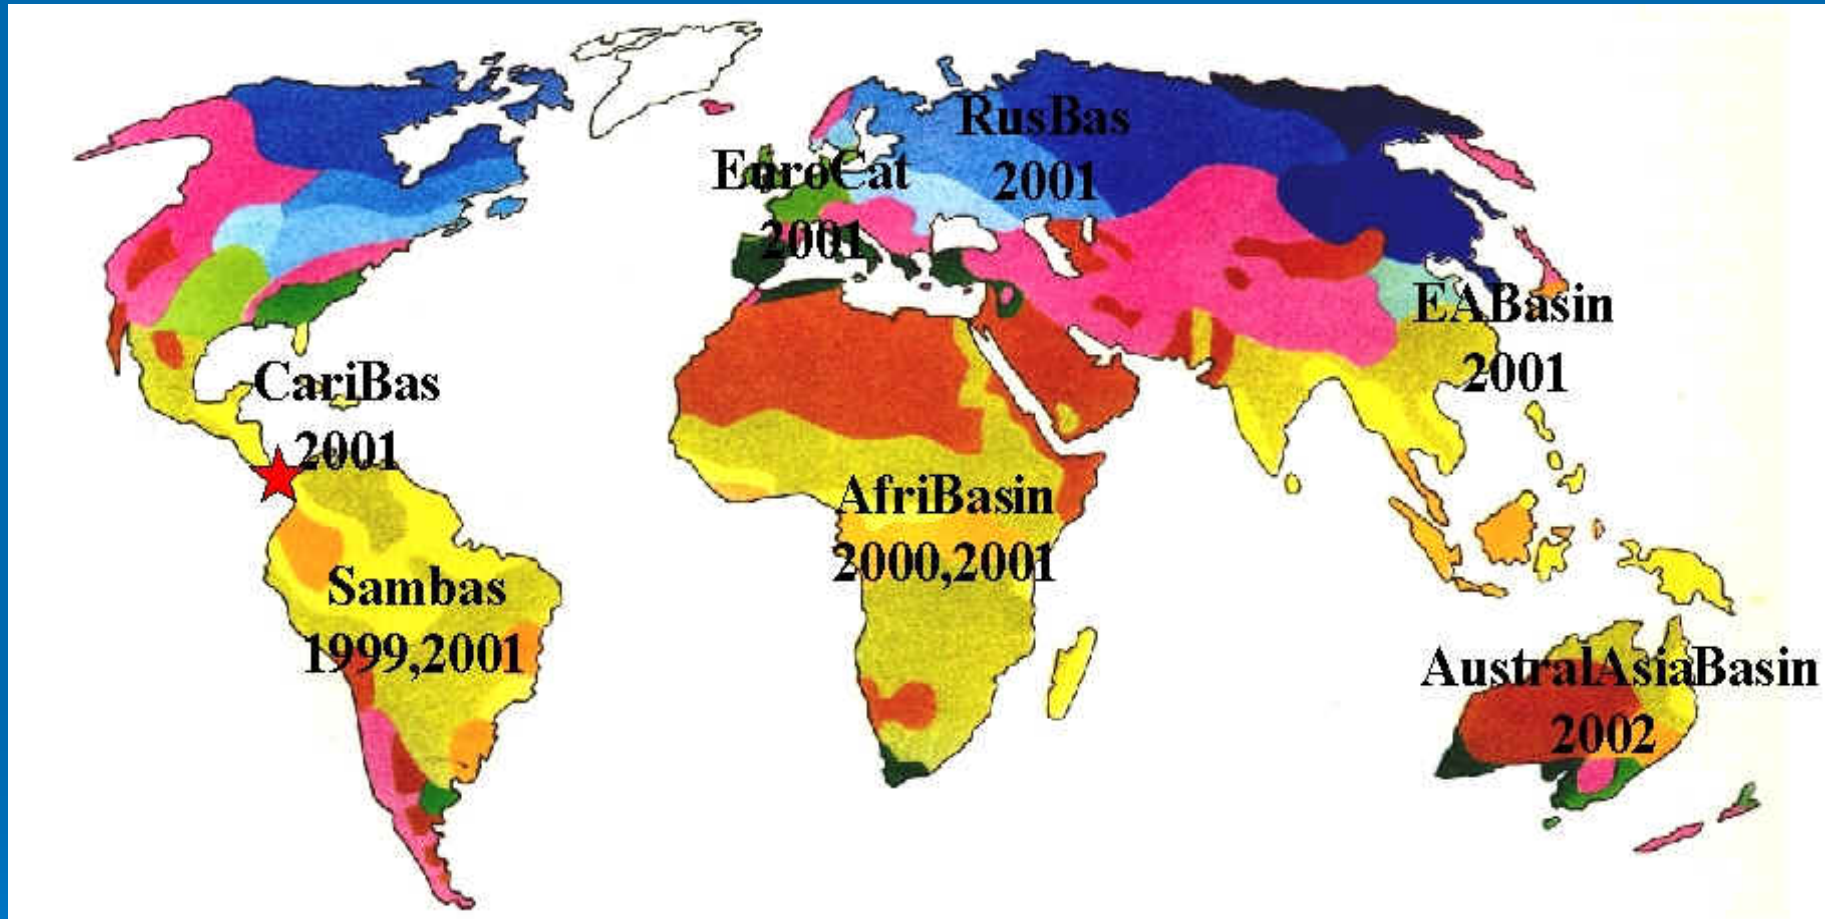 RusBas
2001
EuroCat
2001
EABasin
2001
CariBas
2001
AfriBasin
2000,2001
Sambas
1999,2001
AustralAsiaBasin
2002